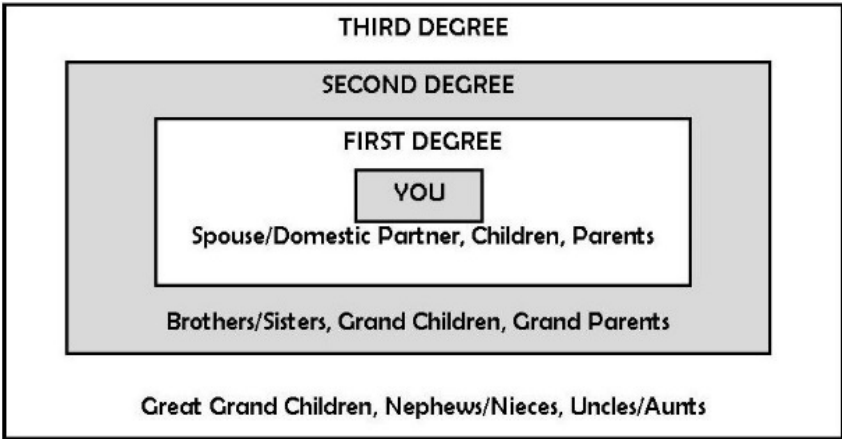 THIRD DEGREE
SECOND DEGREE
FIRST DEGREE
YOU
Spouse/Domestic Partner, Children, Parents
Brothers/Sisters, Grand Children, Grand Parents
Great Grand Children, Nephews/Nieces, Uncles/Aunts